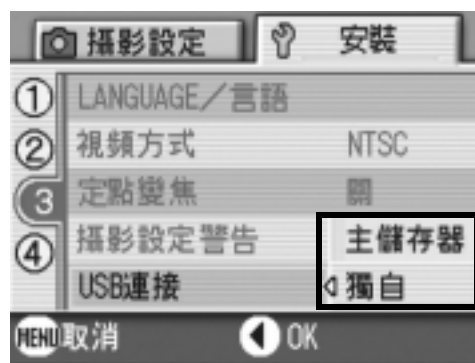 攝影設定 安裝
① LANGUAGE／言語
② 視頻方式 NTSC
3 定點變焦 關
④ 攝影設定警告 主儲存器
USB連接 獨自
MENU取消 OK